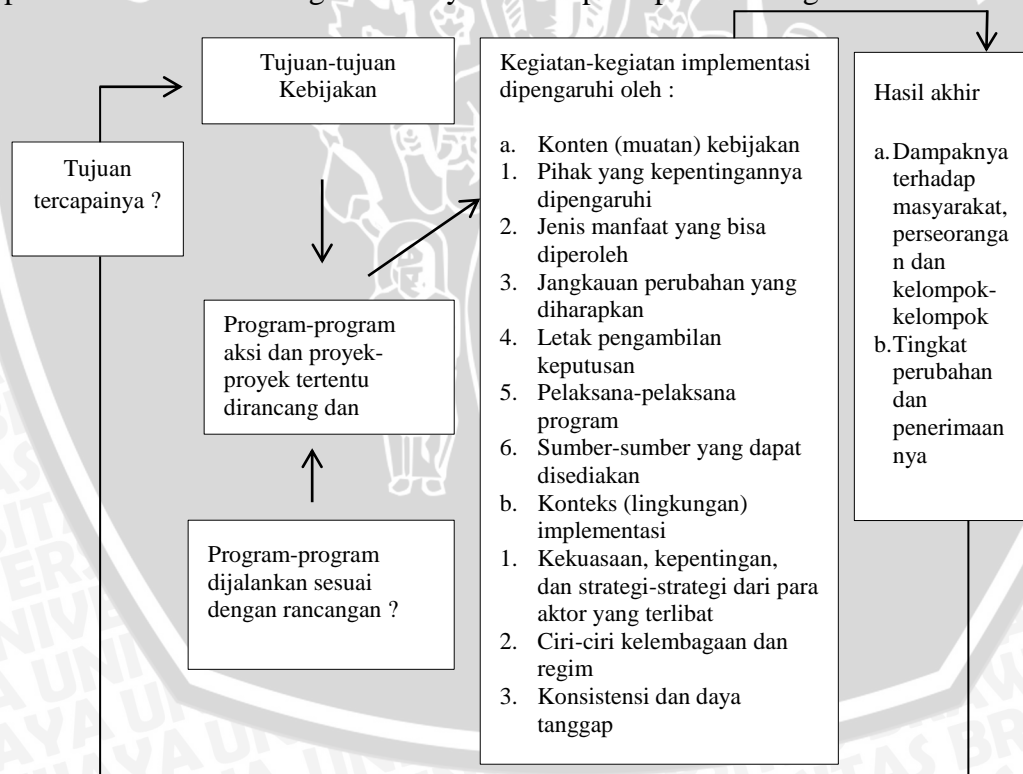 Tujuan-tujuan
Kebijakan
Tujuan
tercapainya ?
Program-program
aksi dan proyek-
proyek tertentu
dirancang dan
Program-program
dijalankan sesuai
dengan rancangan ?
Kegiatan-kegiatan implementasi
dipengaruhi oleh :
a. Konten (muatan) kebijakan
1. Pihak yang kepentingannya
dipengaruhi
2. Jenis manfaat yang bisa
diperoleh
3. Jangkauan perubahan yang
diharapkan
4. Letak pengambilan
keputusan
5. Pelaksana-pelaksana
program
6. Sumber-sumber yang dapat
disediakan
b. Konteks (lingkungan)
implementasi
1. Kekuasaan, kepentingan,
dan strategi-strategi dari para
aktor yang terlibat
2. Ciri-ciri kelembagaan dan
regim
3. Konsistensi dan daya
tanggap
Hasil akhir
a. Dampaknya
terhadap
masyarakat,
perseoranga
n dan
kelompok-
kelompok
b. Tingkat
perubahan
dan
penerimaan
nya